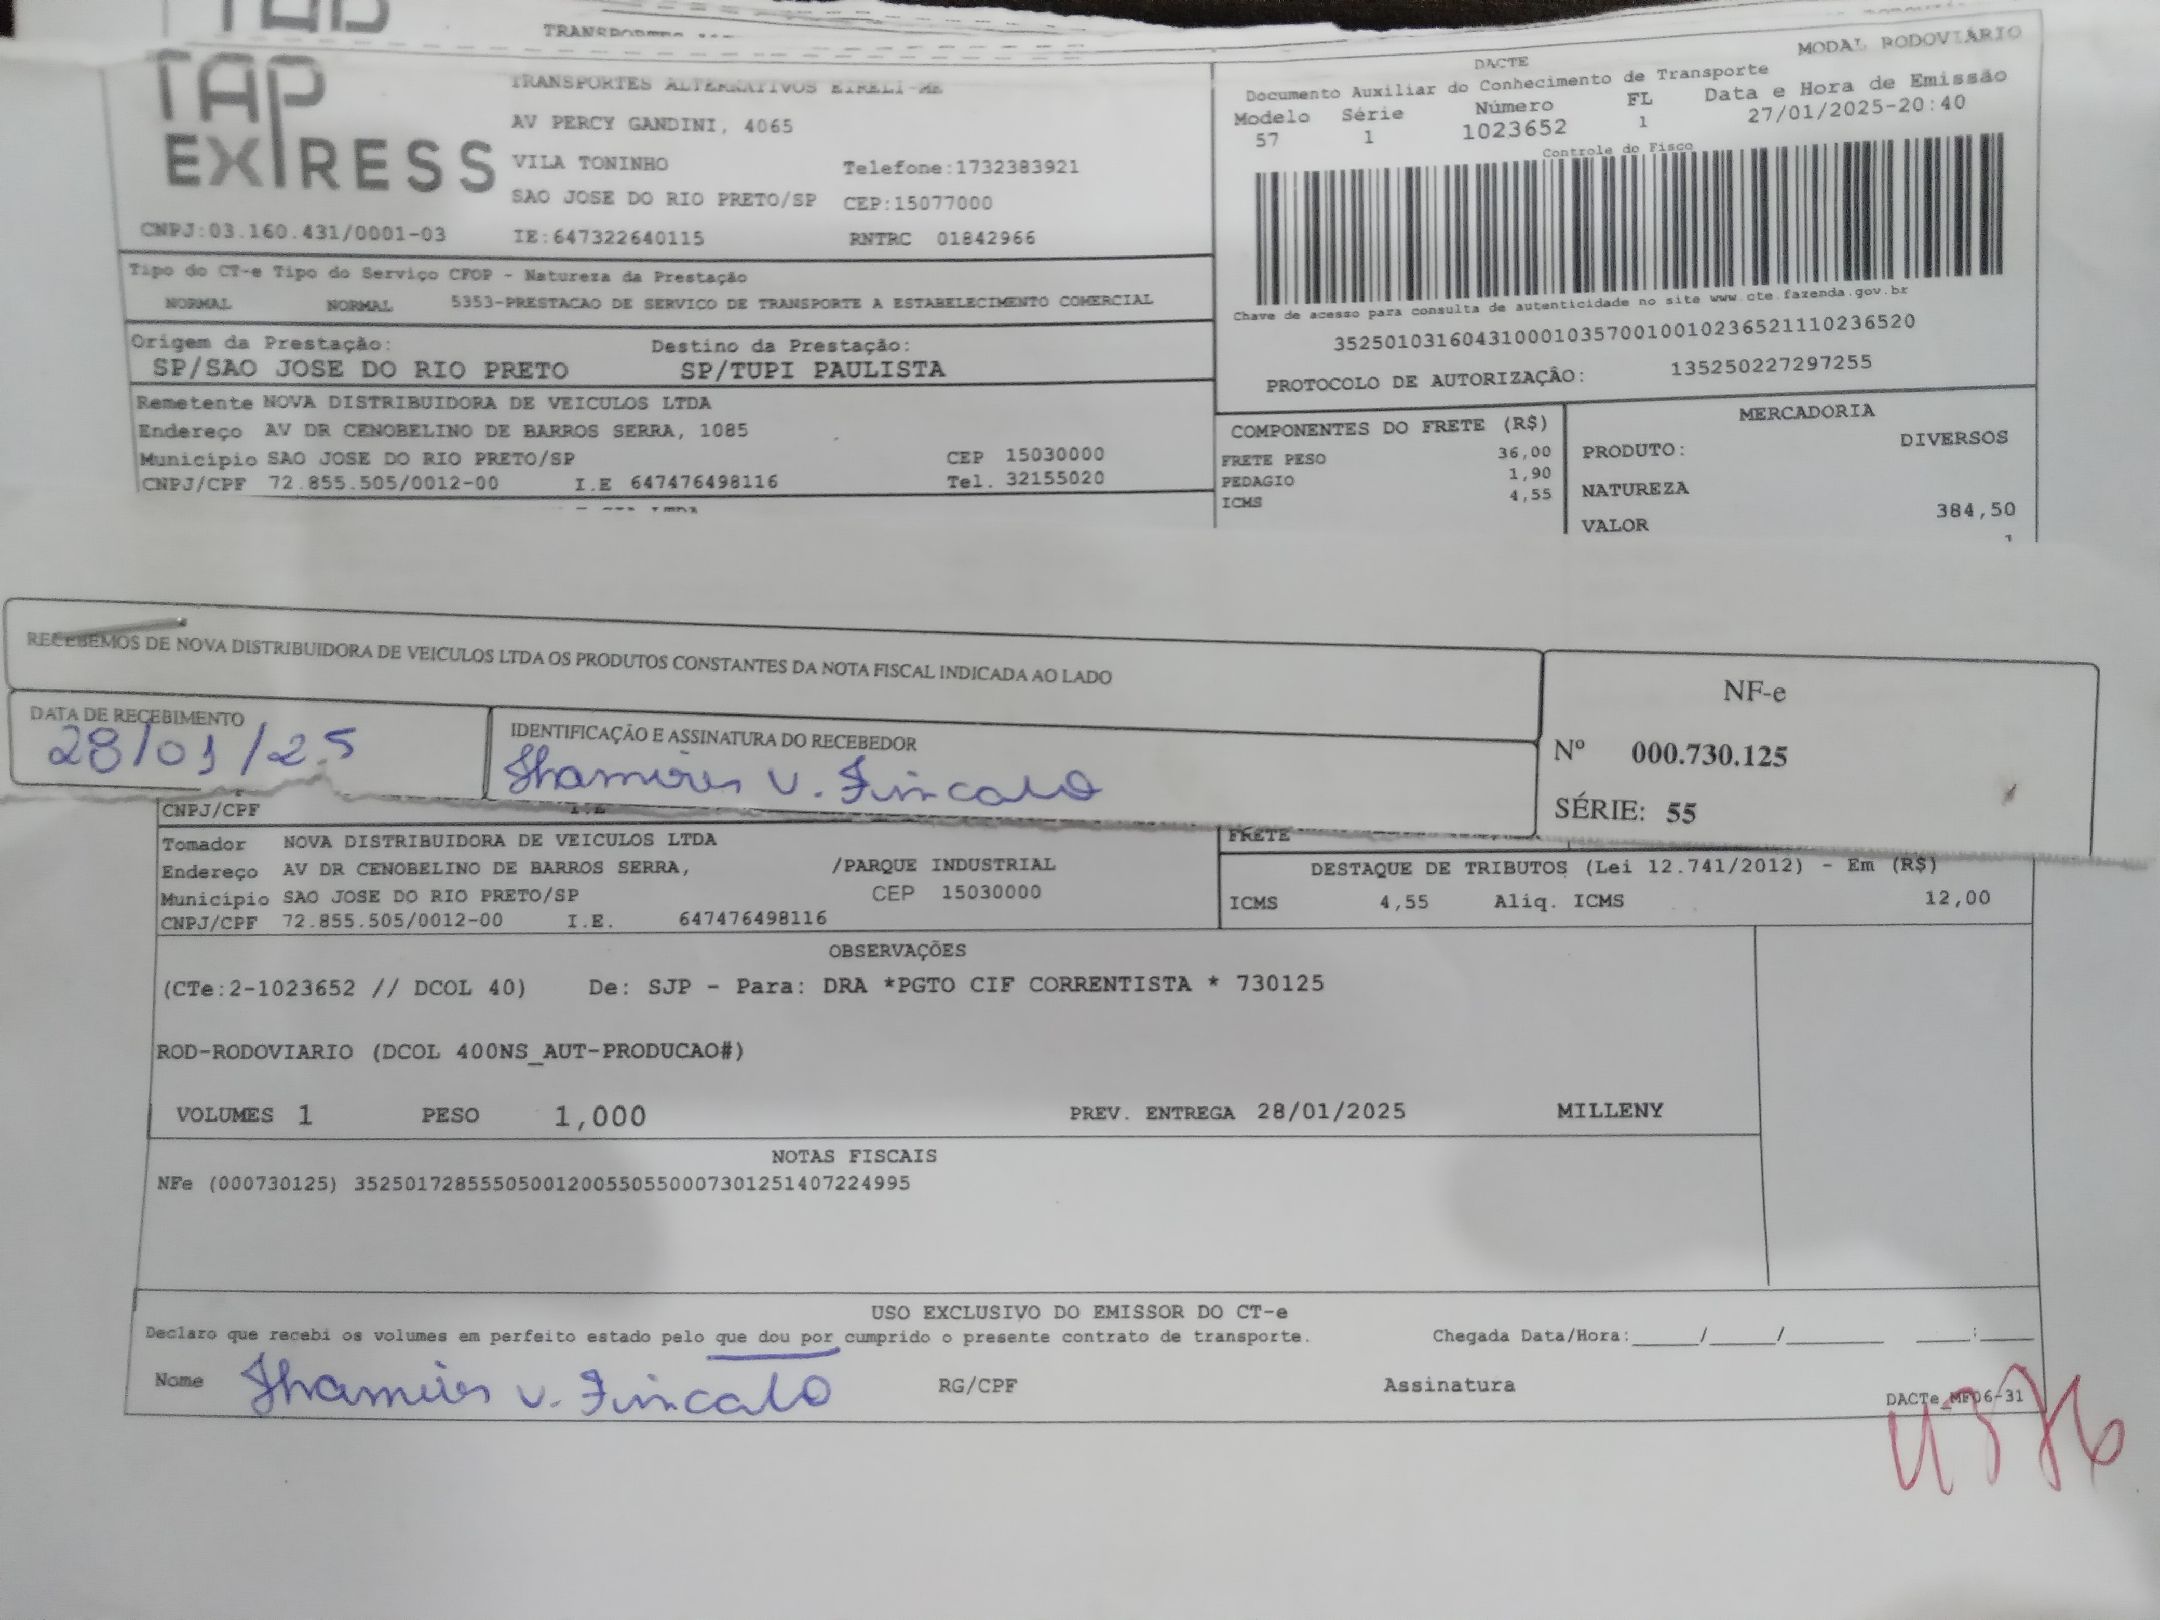 TRANSPORTES
TAP
EXPRESS
TRANSPORTES ALTERNATIVOS EIRELI-ME
AV PERCY GANDINI, 4065
VILA TONINHO Telefone:1732383921
SAO JOSE DO RIO PRETO/SP CEP:15077000
CNPJ:03.160.431/0001-03 IE:647322640115 RNTRC 01842966
Tipo do CT-e Tipo do Serviço CFOP - Natureza da Prestação
NORMAL NORMAL 5353-PRESTACAO DE SERVICO DE TRANSPORTE A ESTABELECIMENTO COMERCIAL
Origem da Prestação: Destino da Prestação:
SP/SAO JOSE DO RIO PRETO SP/TUPI PAULISTA
Remetente NOVA DISTRIBUIDORA DE VEICULOS LTDA
Endereço AV DR CENOBELINO DE BARROS SERRA, 1085
Município SAO JOSE DO RIO PRETO/SP CEP 15030000
CNPJ/CPF 72.855.505/0012-00 I.E 647476498116 Tel. 32155020
DACTE MODAL RODOVIÁRIO
Documento Auxiliar do Conhecimento de Transporte
Modelo Série Número FL Data e Hora de Emissão
57 1 1023652 1 27/01/2025-20:40
Controle do Fisco
Chave de acesso para consulta de autenticidade no site www.cte.fazenda.gov.br
35250103160431000103570010010236521110236520
PROTOCOLO DE AUTORIZAÇÂO: 135250227297255
COMPONENTES DO FRETE (R$)
FRETE PESO 36,00
PEDAGIO 1,90
ICMS 4,55
MERCADORIA
PRODUTO: DIVERSOS
NATUREZA
VALOR 384,50
RECEBEMOS DE NOVA DISTRIBUIDORA DE VEICULOS LTDA OS PRODUTOS CONSTANTES DA NOTA FISCAL INDICADA AO LADO
DATA DE RECEBIMENTO
28/01/25
IDENTIFICAÇÃO E ASSINATURA DO RECEBEDOR
Jhamires V. Fincato
NF-e
Nº 000.730.125
SÉRIE: 55
CNPJ/CPF I.E
Tomador NOVA DISTRIBUIDORA DE VEICULOS LTDA
Endereço AV DR CENOBELINO DE BARROS SERRA, /PARQUE INDUSTRIAL
Município SAO JOSE DO RIO PRETO/SP CEP 15030000
CNPJ/CPF 72.855.505/0012-00 I.E. 647476498116
FRETE
DESTAQUE DE TRIBUTOS (Lei 12.741/2012) - Em (R$)
ICMS 4,55 Aliq. ICMS 12,00
OBSERVAÇÕES
(CTe:2-1023652 // DCOL 40) De: SJP - Para: DRA *PGTO CIF CORRENTISTA * 730125
ROD-RODOVIARIO (DCOL 400NS_AUT-PRODUCAO#)
VOLUMES 1 PESO 1,000 PREV. ENTREGA 28/01/2025 MILLENY
NOTAS FISCAIS
NFe (000730125) 35250172855505001200550550007301251407224995
USO EXCLUSIVO DO EMISSOR DO CT-e
Declaro que recebi os volumes em perfeito estado pelo que dou por cumprido o presente contrato de transporte. Chegada Data/Hora:_____/_____/________ ____:____
Nome Jhamires V. Fincato RG/CPF Assinatura
DACTe_MF06-31